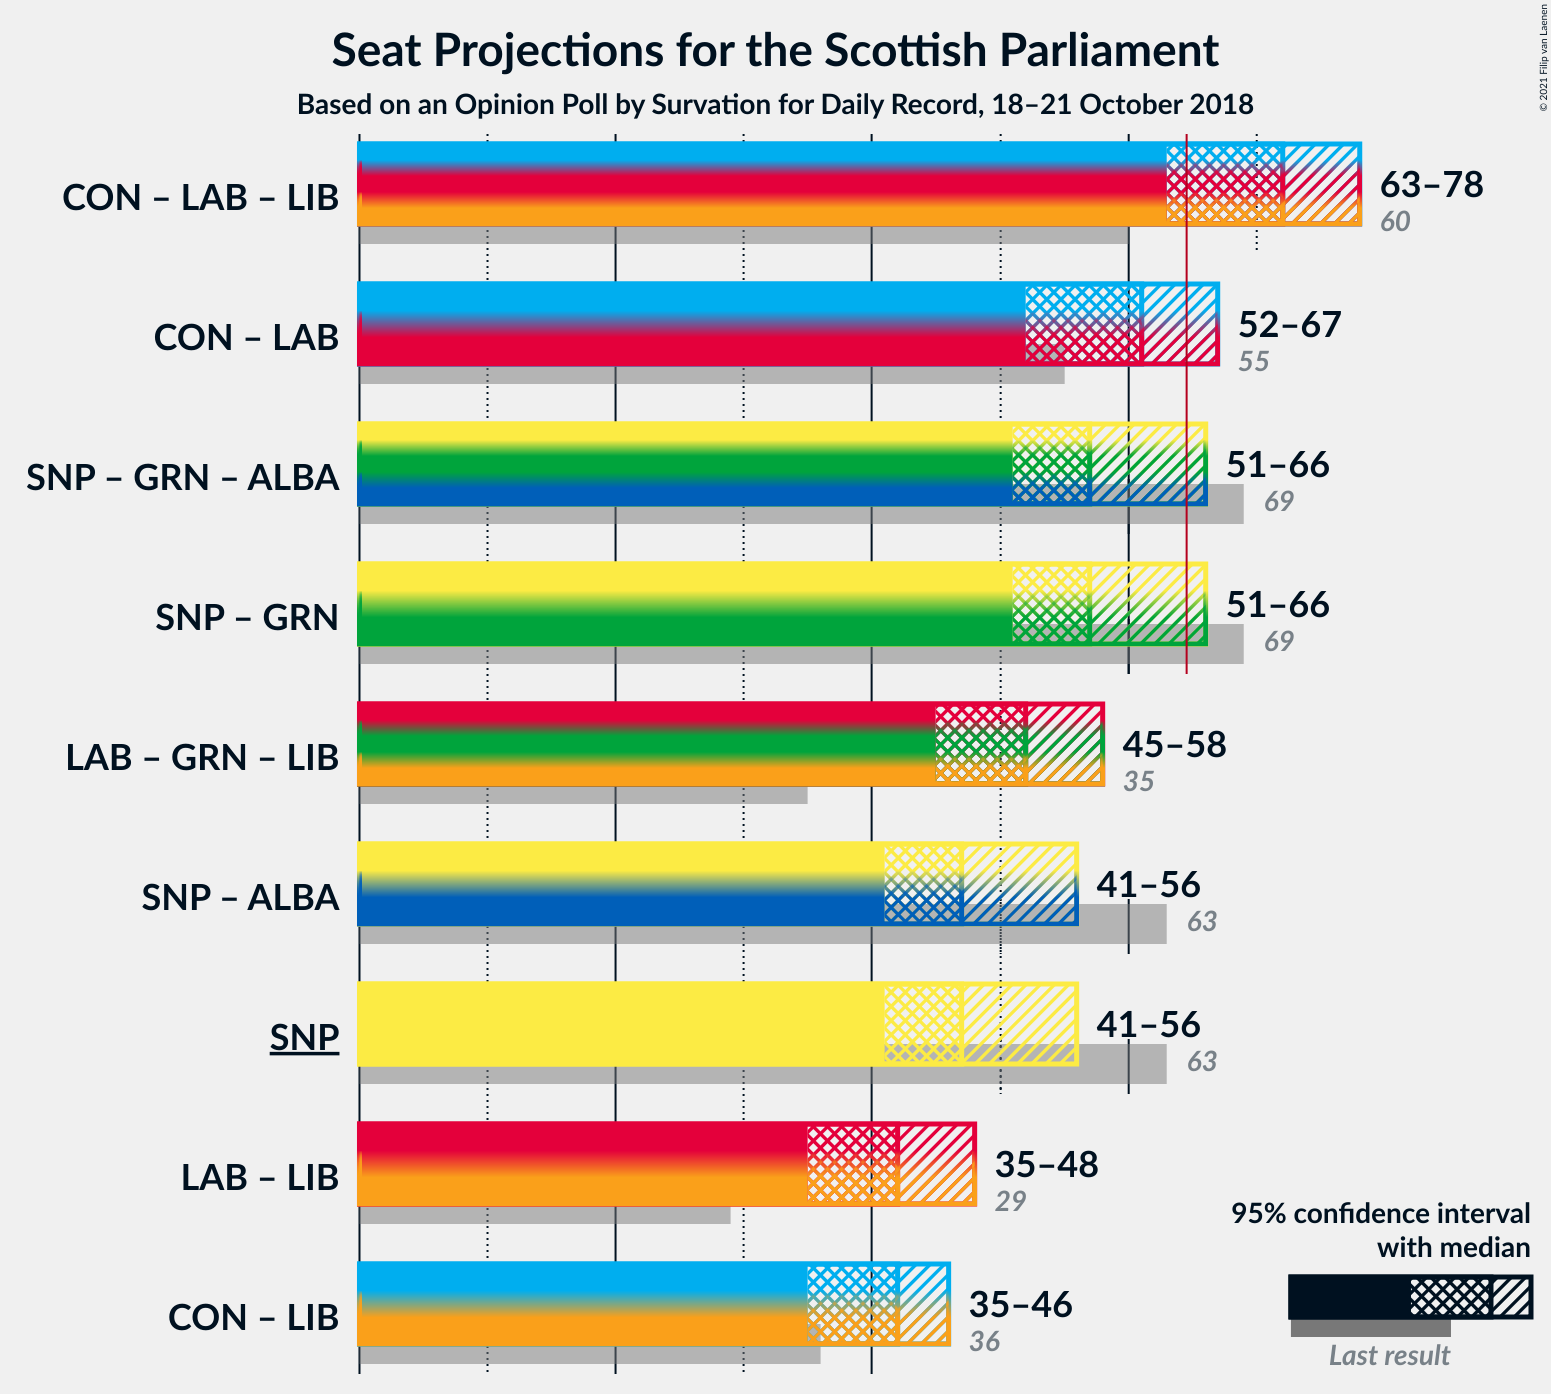 Seat Projections for the Scottish Parliament
Based on an Opinion Poll by Survation for Daily Record, 18–21 October 2018
© 2021 Filip van Laenen
CON – LAB – LIB
63–78
60
CON – LAB
52–67
55
SNP – GRN – ALBA
51–66
69
SNP – GRN
51–66
69
LAB – GRN – LIB
45–58
35
SNP – ALBA
41–56
63
SNP
41–56
63
LAB – LIB
35–48
29
CON – LIB
35–46
36
95% confidence interval
with median
Last result